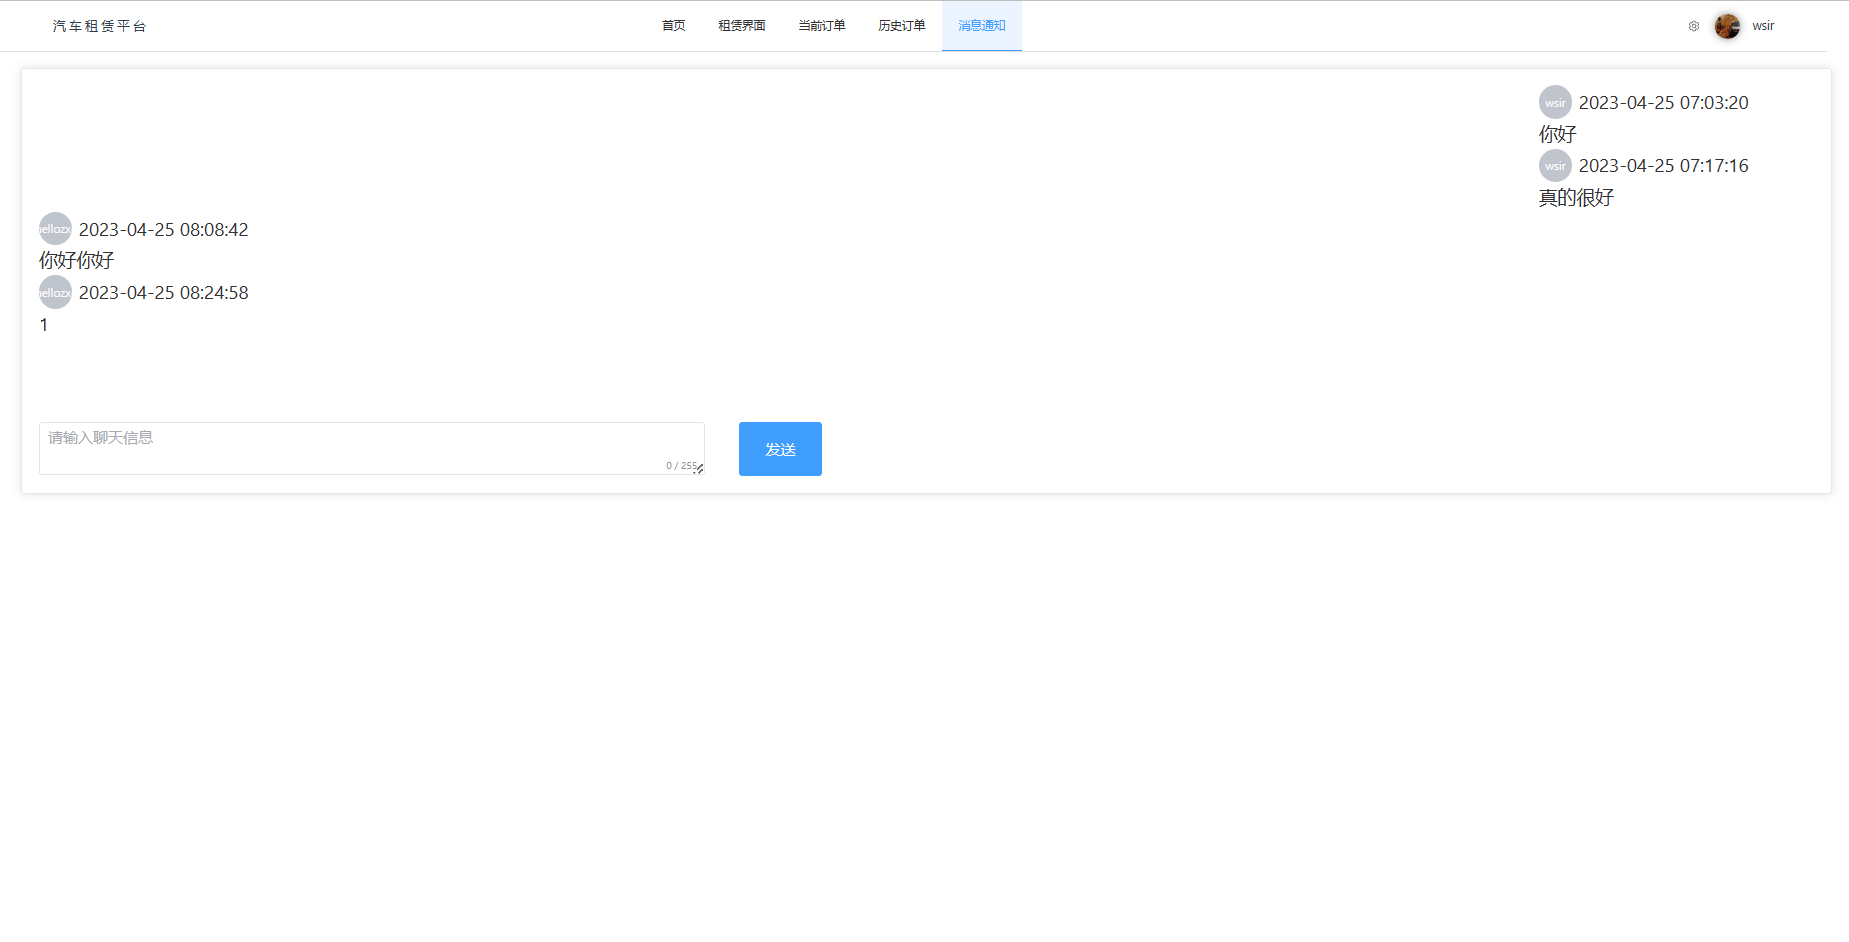 汽车租赁平台
首页 租赁界面 当前订单 历史订单 消息通知
wsir
wsir 2023-04-25 07:03:20
你好
wsir 2023-04-25 07:17:16
真的很好
2023-04-25 08:08:42
你好你好
2023-04-25 08:24:58
1
请输入聊天信息
0 / 255
发送